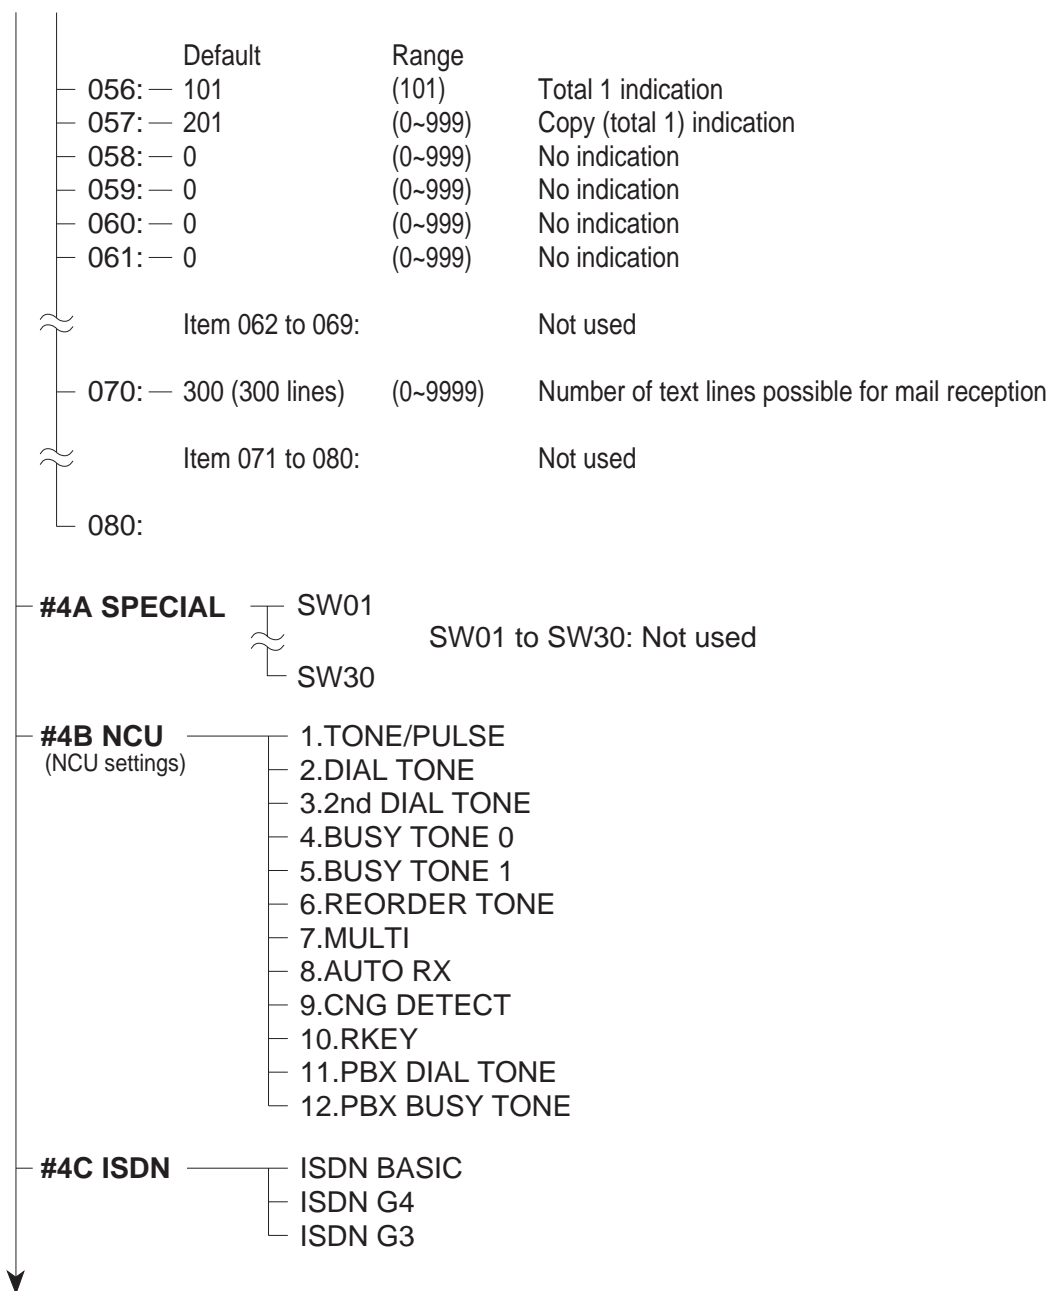 Default Range
056: 101 (101) Total 1 indication
057: 201 (0~999) Copy (total 1) indication
058: 0 (0~999) No indication
059: 0 (0~999) No indication
060: 0 (0~999) No indication
061: 0 (0~999) No indication
Item 062 to 069: Not used
070: 300 (300 lines) (0~9999) Number of text lines possible for mail reception
Item 071 to 080: Not used
080:
#4A SPECIAL SW01
SW01 to SW30: Not used
SW30
#4B NCU 1.TONE/PULSE
(NCU settings) 2.DIAL TONE
3.2nd DIAL TONE
4.BUSY TONE 0
5.BUSY TONE 1
6.REORDER TONE
7.MULTI
8.AUTO RX
9.CNG DETECT
10.RKEY
11.PBX DIAL TONE
12.PBX BUSY TONE
#4C ISDN ISDN BASIC
ISDN G4
ISDN G3